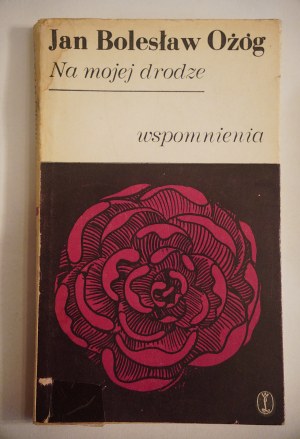 Jan Bolesław Ożóg
Na mojej drodze
wspomnienia